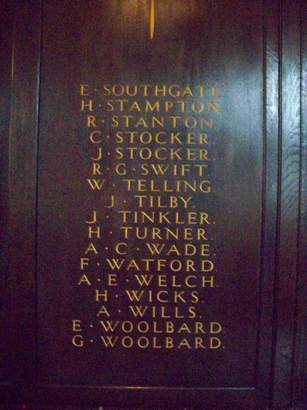 E · SOUTHGATE.
H · STAMPTON.
R · STANTON.
C · STOCKER.
J · STOCKER.
R · G · SWIFT.
W · TELLING.
J · TILBY.
J · TINKLER.
H · TURNER.
A · C · WADE.
F · WATFORD.
A · E · WELCH.
H · WICKS.
A · WILLS.
E · WOOLBARD.
G · WOOLBARD.